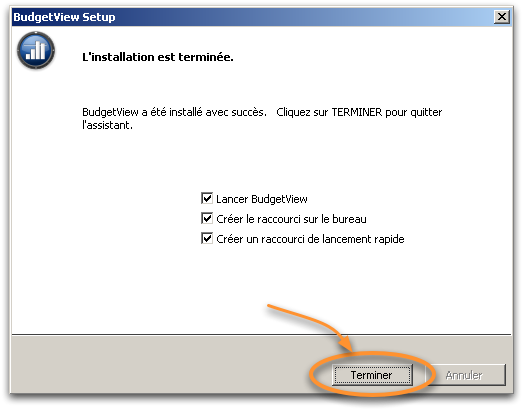 BudgetView Setup
L'installation est terminée.
BudgetView a été installé avec succès. Cliquez sur TERMINER pour quitter
l'assistant.
Lancer BudgetView
Créer le raccourci sur le bureau
Créer un raccourci de lancement rapide
Terminer
Annuler